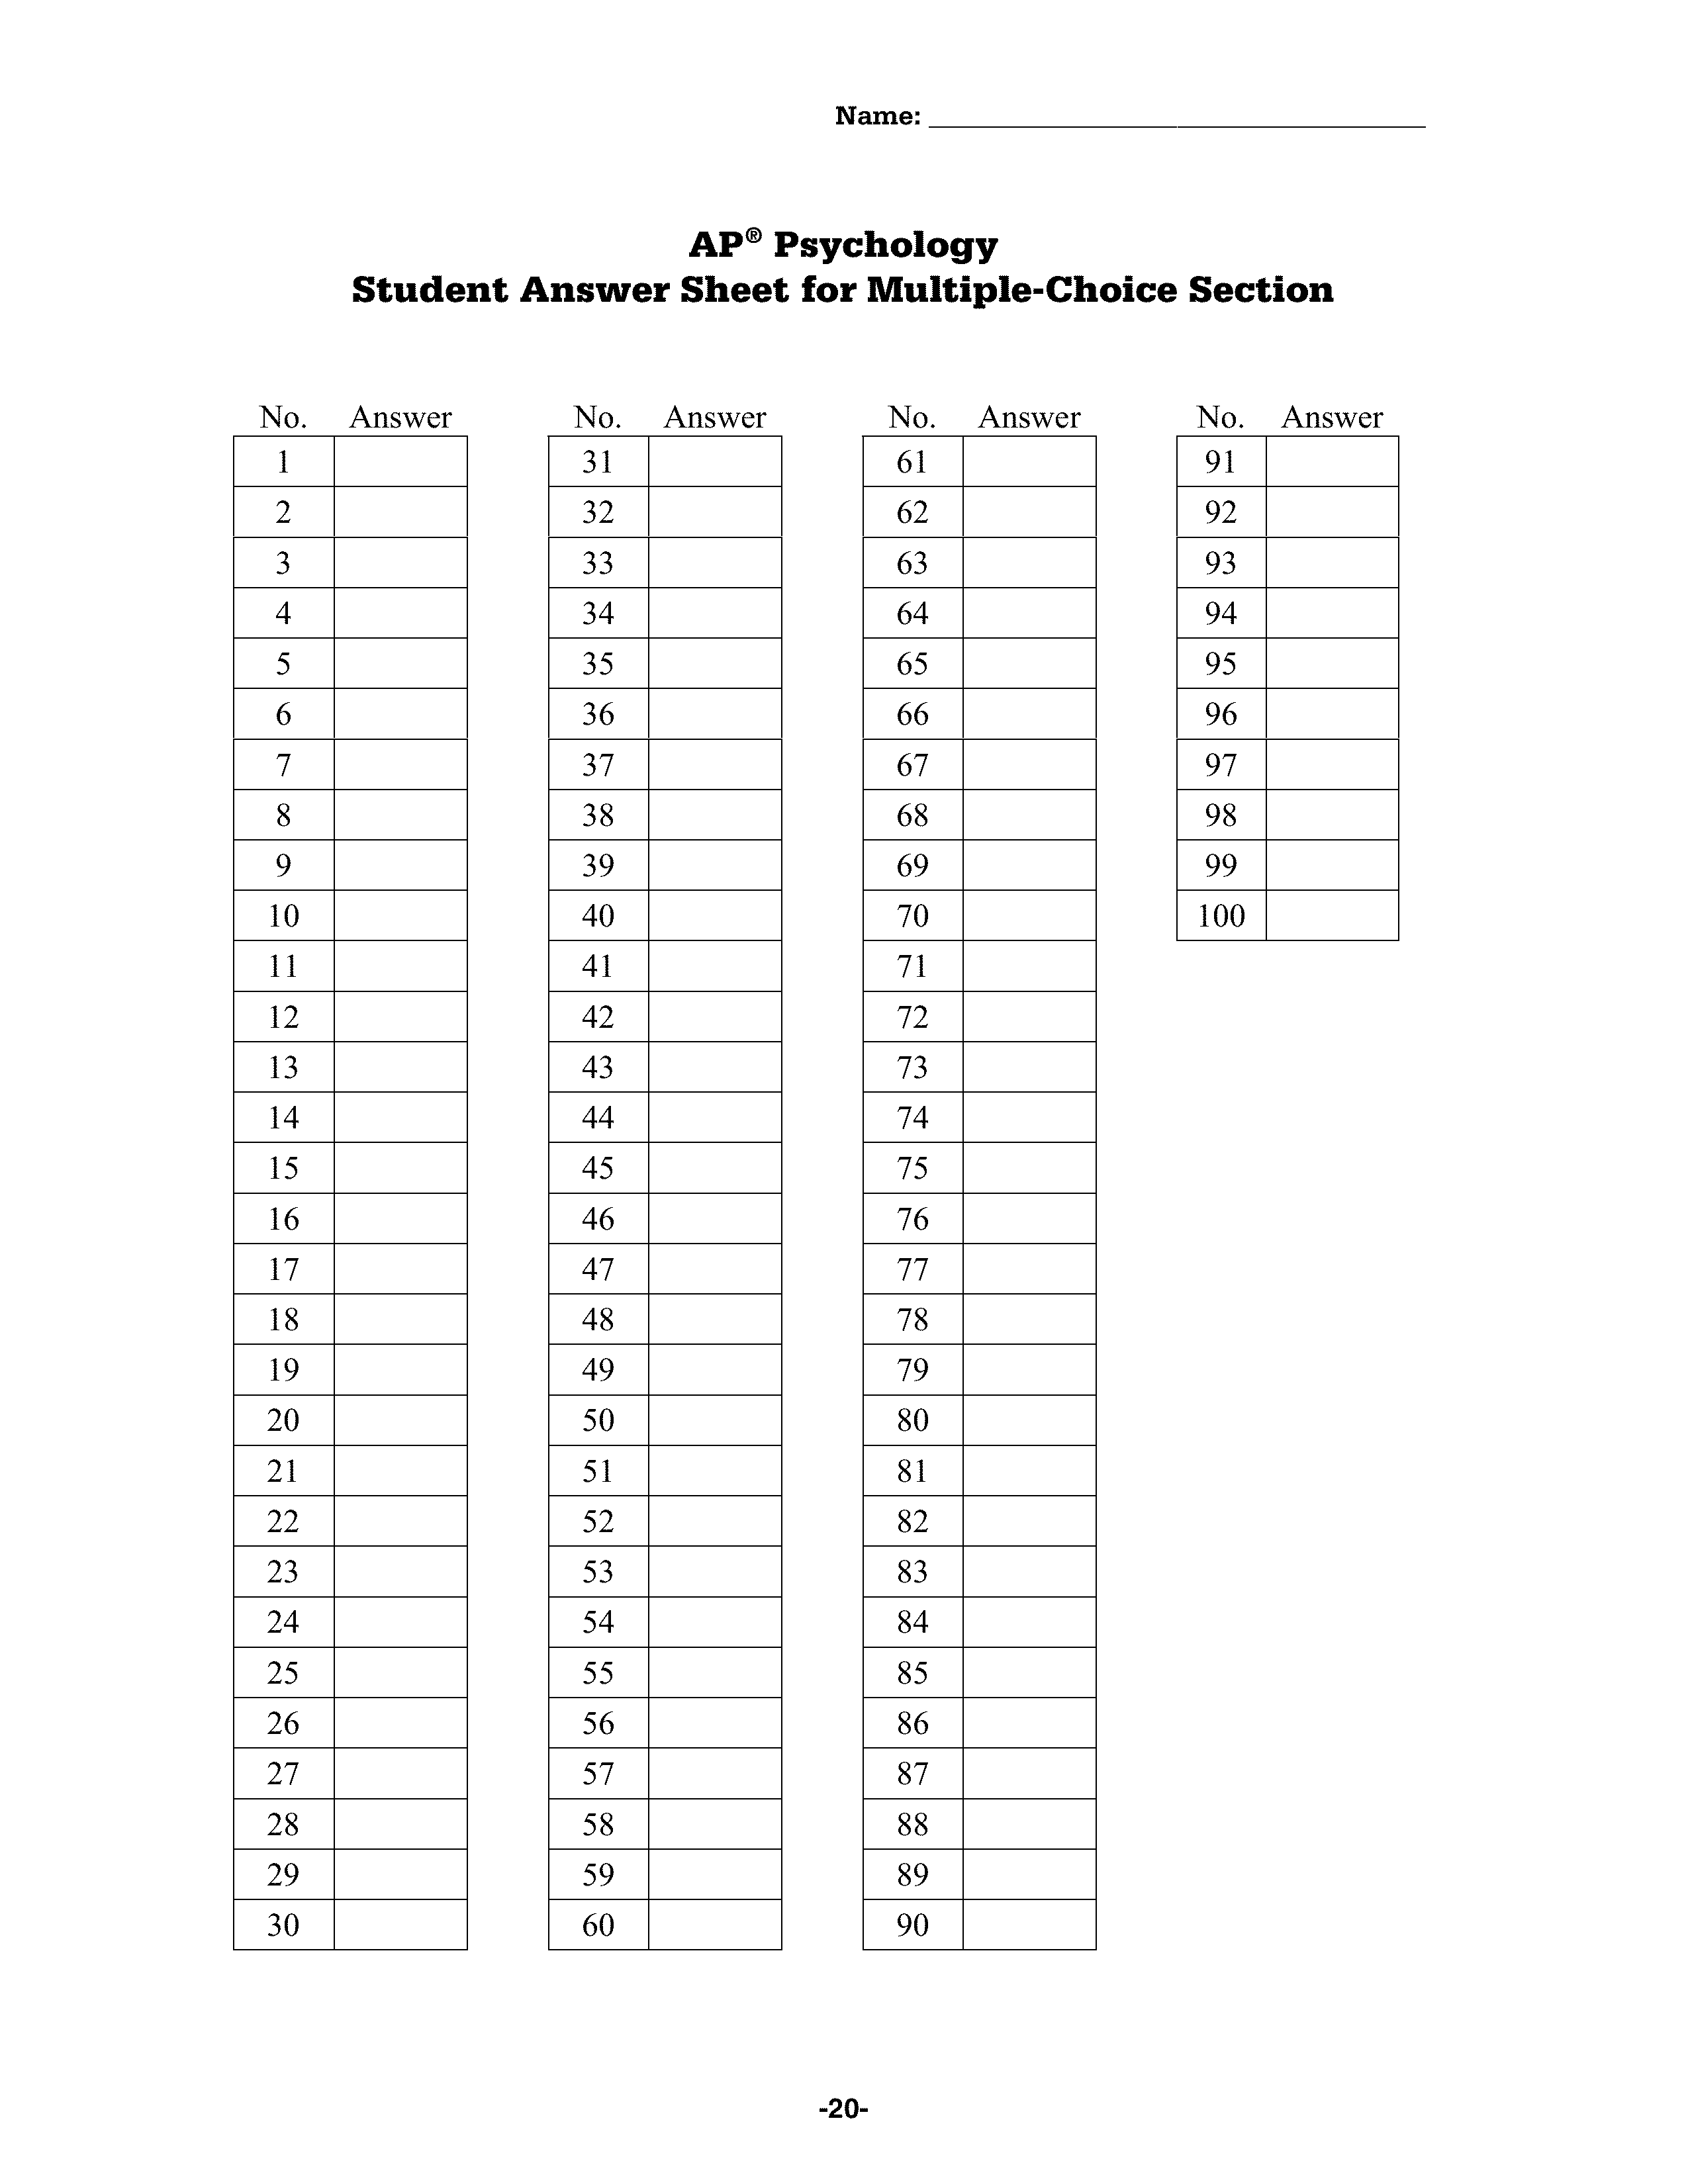 Name: ___________________________________
AP® Psychology
Student Answer Sheet for Multiple-Choice Section
No. Answer No. Answer No. Answer No. Answer
1 31 61 91
2 32 62 92
3 33 63 93
4 34 64 94
5 35 65 95
6 36 66 96
7 37 67 97
8 38 68 98
9 39 69 99
10 40 70 100
11 41 71
12 42 72
13 43 73
14 44 74
15 45 75
16 46 76
17 47 77
18 48 78
19 49 79
20 50 80
21 51 81
22 52 82
23 53 83
24 54 84
25 55 85
26 56 86
27 57 87
28 58 88
29 59 89
30 60 90
-20-